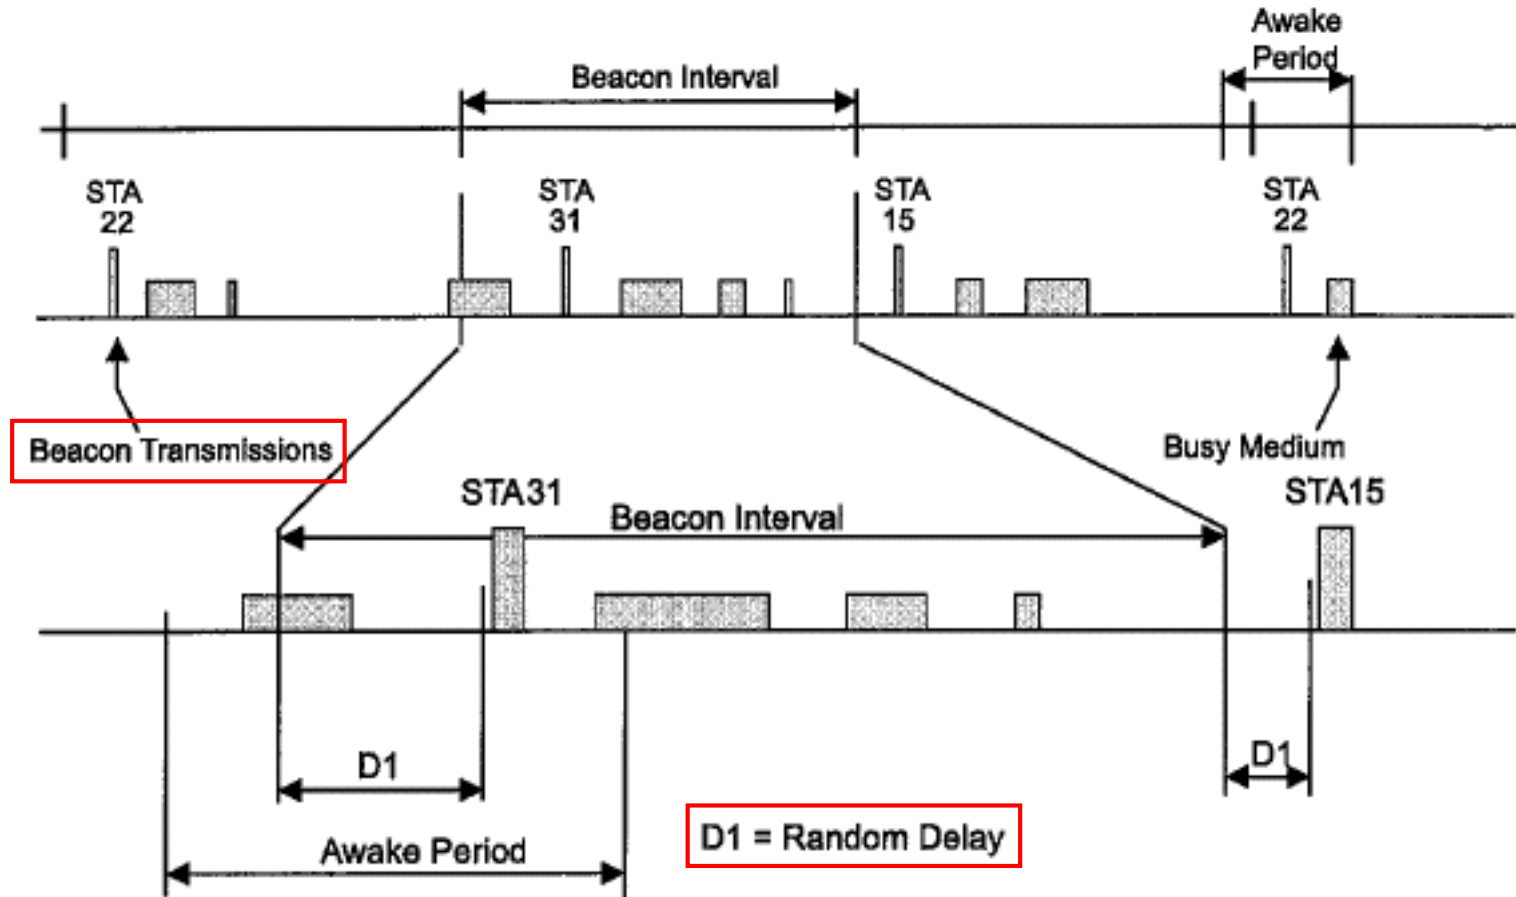 Awake
Period
Beacon Interval
STA
22
STA
31
STA
15
STA
22
Beacon Transmissions
Busy Medium
STA31
STA15
Beacon Interval
D1
D1
D1 = Random Delay
Awake Period